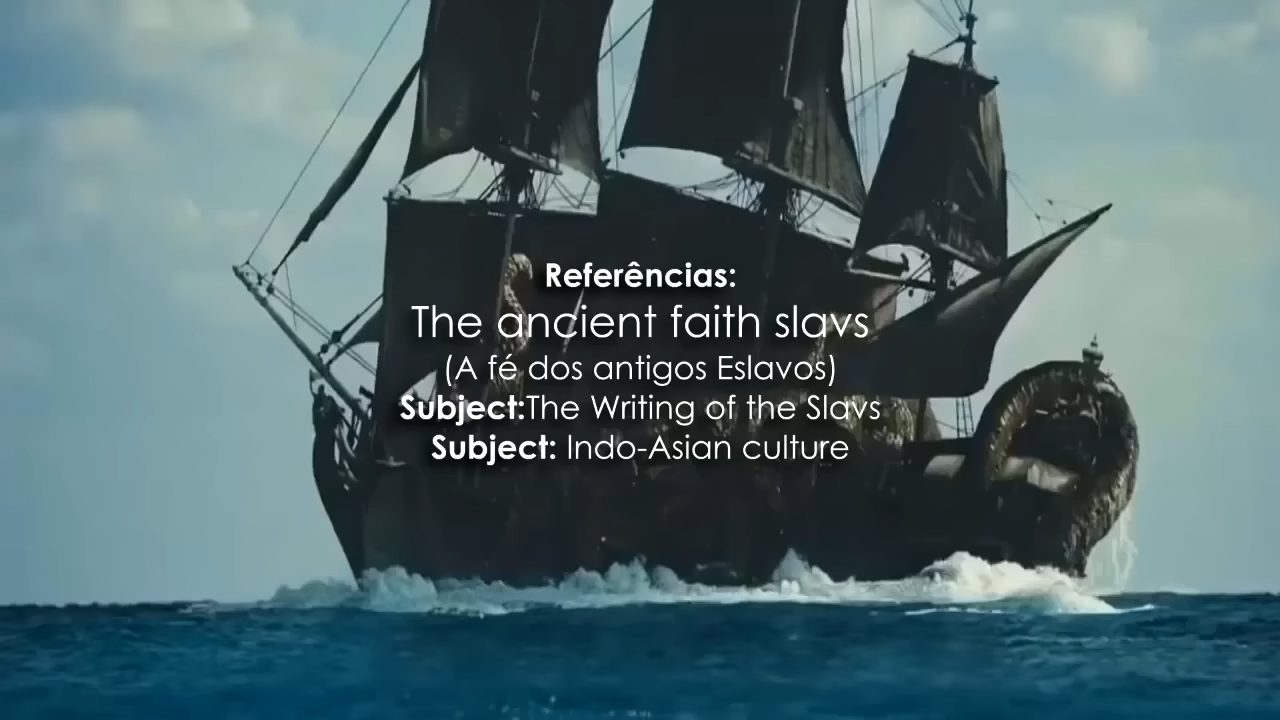 Referências:
The ancient faith slavs
(A fé dos antigos Eslavos)
Subject:The Writing of the Slavs
Subject: Indo-Asian culture